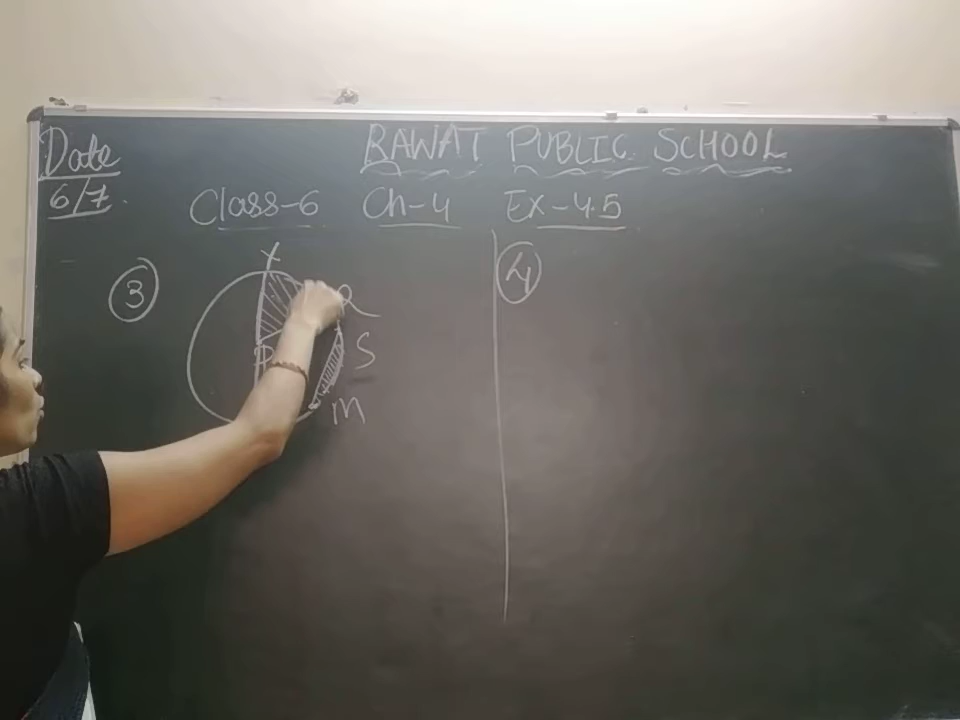 Date
6/7.
RAWAT PUBLIC SCHOOL
Class-6 Ch-4 Ex-4.5
3
4
X
R
P
S
m